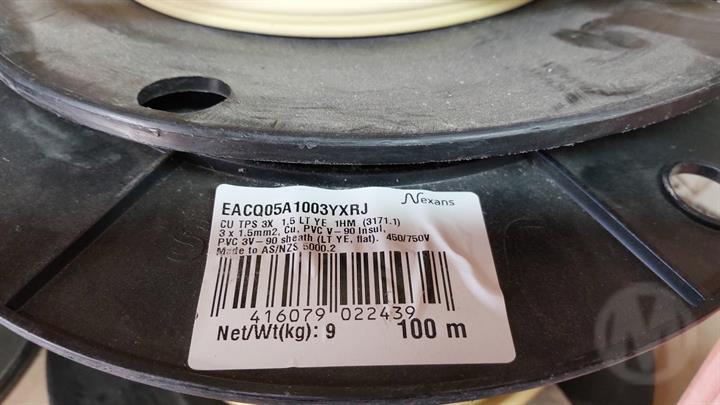 EACQ05A1003YXRJ
Nexans
CU TPS 3X 1.5 LT YE 1HM (3171.1)
3 x 1.5mm2, Cu, PVC V-90 Insul,
PVC 3V-90 sheath (LT YE, flat). 450/750V
Made to AS/NZS 5000.2
416079 022439
Net/Wt(kg): 9 100 m
M